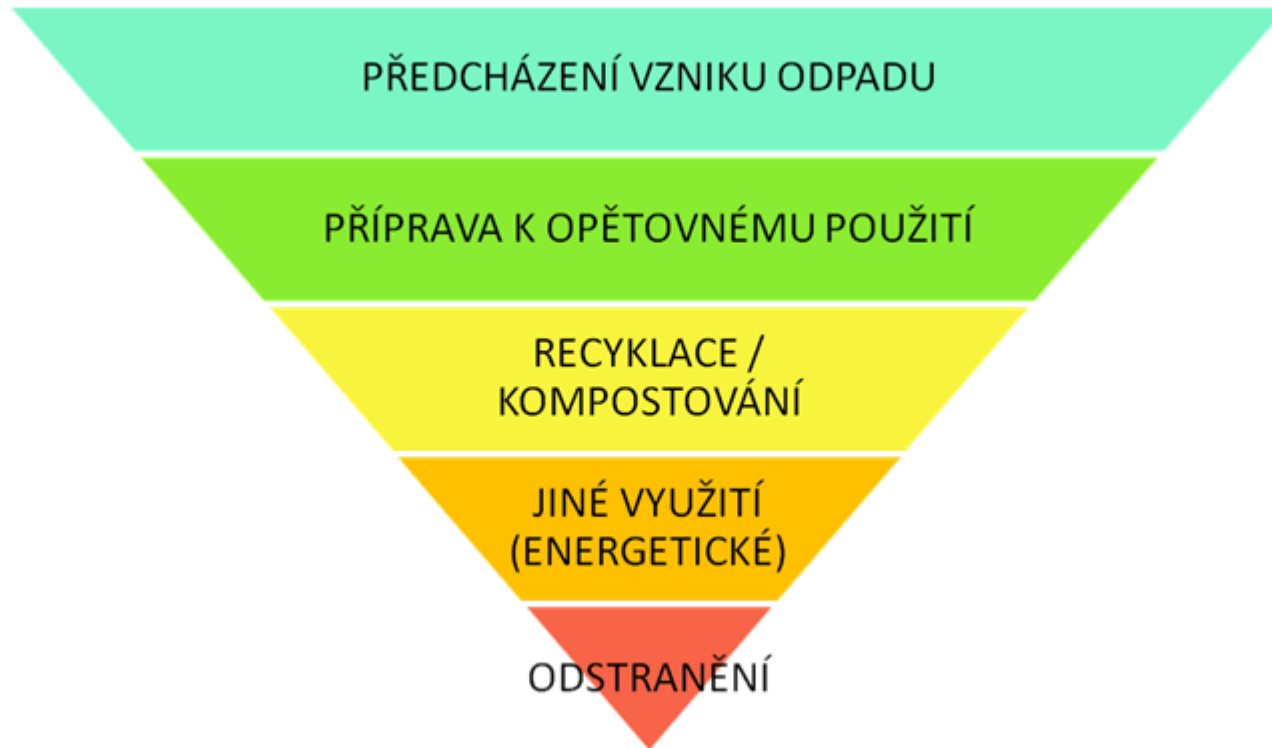 PŘEDCHÁZENÍ VZNIKU ODPADU
PŘÍPRAVA K OPĚTOVNÉMU POUŽITÍ
RECYKLACE /
KOMPOSTOVÁNÍ
JINÉ VYUŽITÍ
(ENERGETICKÉ)
ODSTRANĚNÍ